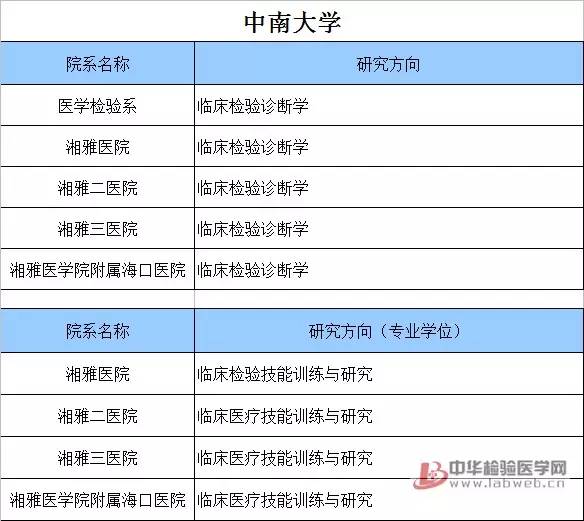 中南大学
院系名称 研究方向
医学检验系 临床检验诊断学
湘雅医院 临床检验诊断学
湘雅二医院 临床检验诊断学
湘雅三医院 临床检验诊断学
湘雅医学院附属海口医院 临床检验诊断学
院系名称 研究方向（专业学位）
湘雅医院 临床检验技能训练与研究
湘雅二医院 临床医疗技能训练与研究
湘雅三医院 临床医疗技能训练与研究
湘雅医学院附属海口医院 临床医疗技能训练与研究
中华检验医学网
www.labweb.cn